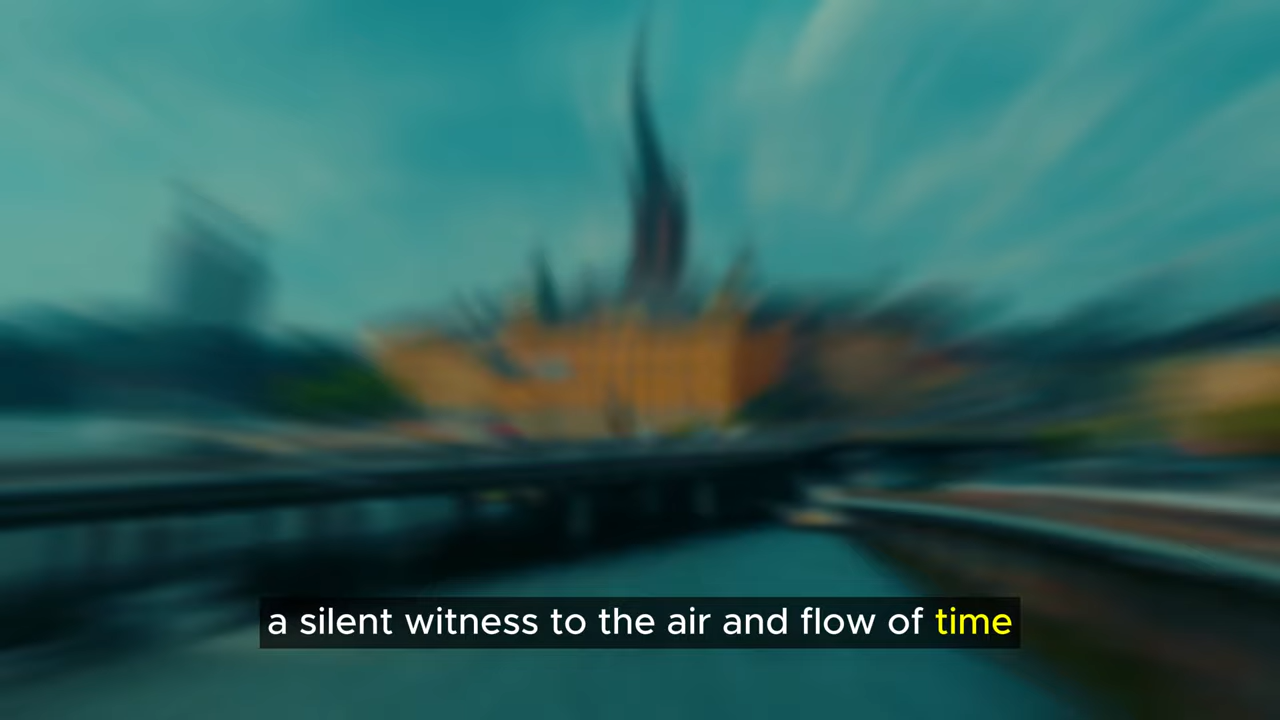 a silent witness to the air and flow of time